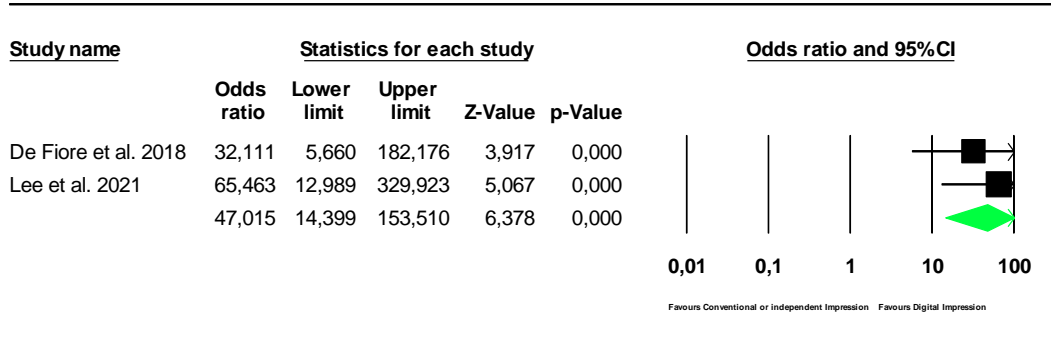 Study name Statistics for each study Odds ratio and 95%CI
Odds Lower Upper
ratio limit limit Z-Value p-Value
De Fiore et al. 2018 32,111 5,660 182,176 3,917 0,000
Lee et al. 2021 65,463 12,989 329,923 5,067 0,000
47,015 14,399 153,510 6,378 0,000
0,01 0,1 1 10 100
Favours Conventional or independent Impression Favours Digital Impression